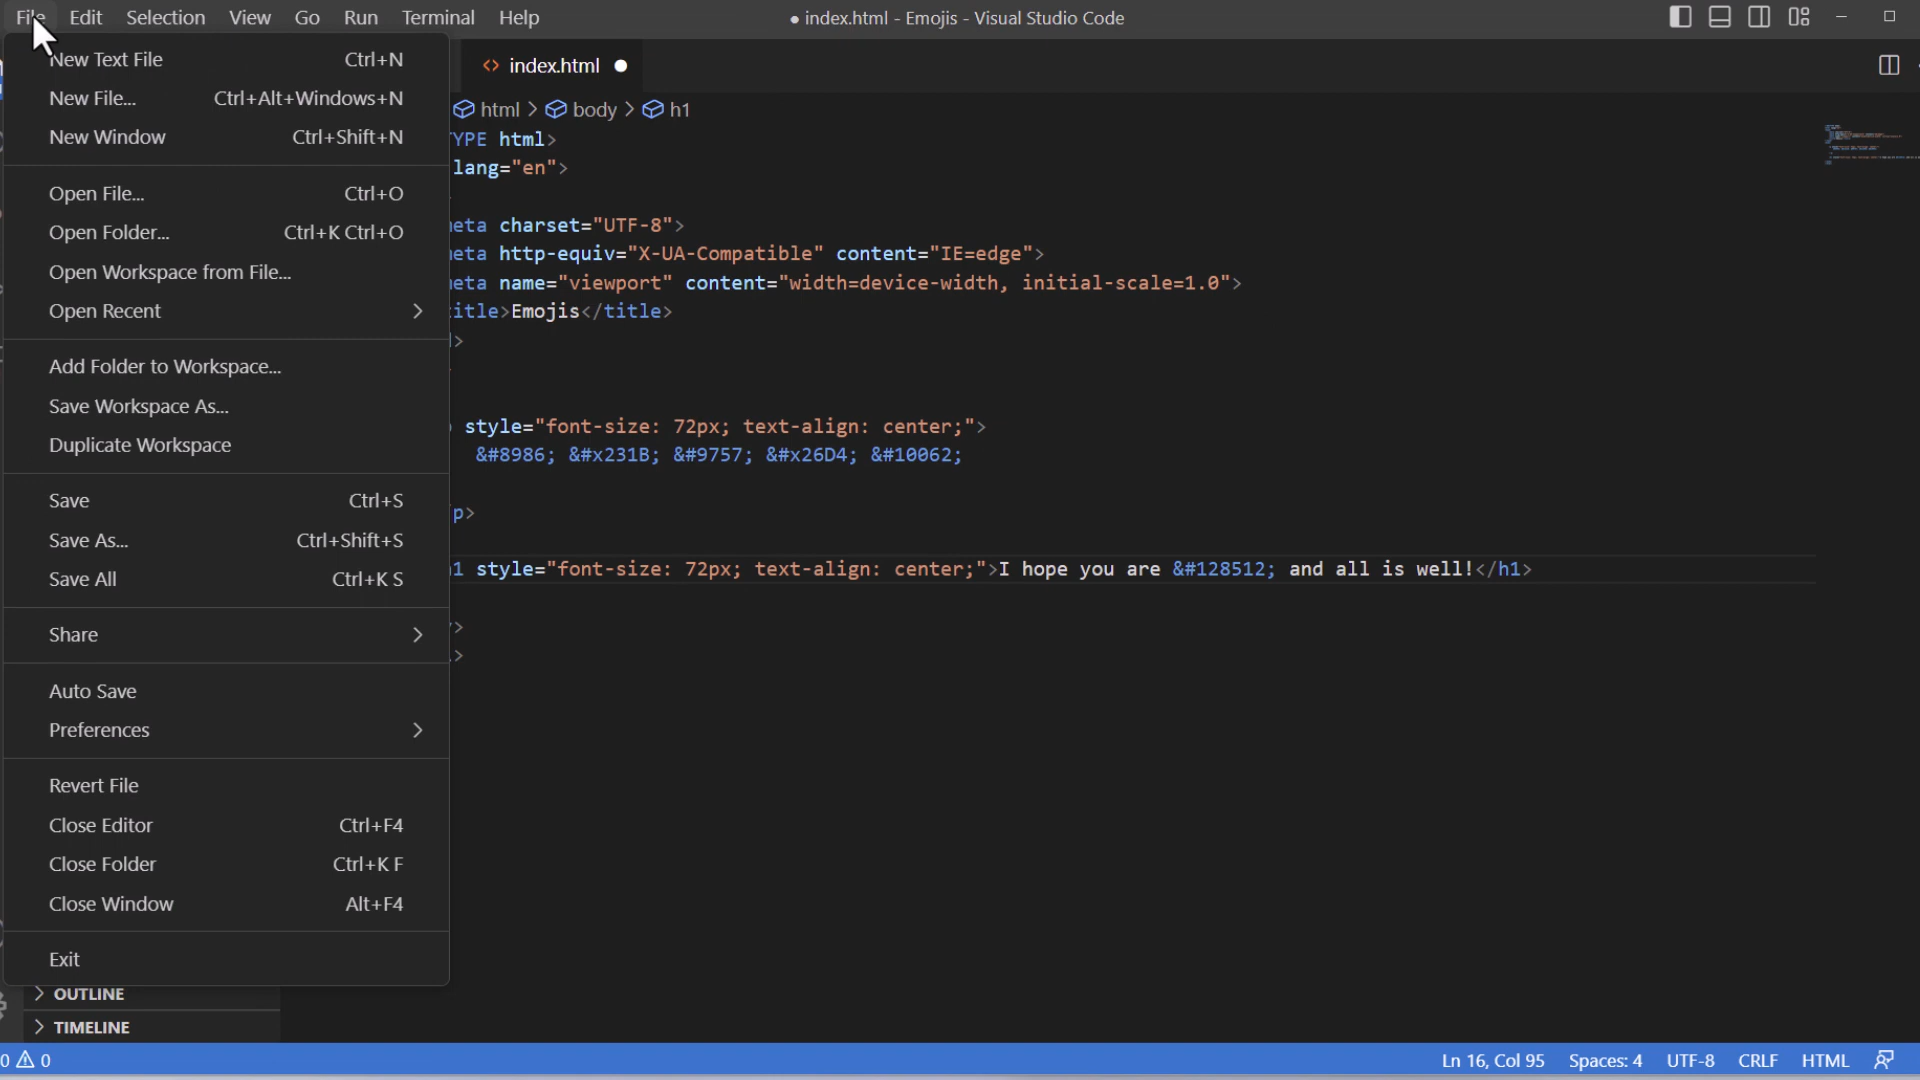 File Edit Selection View Go Run Terminal Help ● index.html - Emojis - Visual Studio Code
New Text File Ctrl+N
New File... Ctrl+Alt+Windows+N
New Window Ctrl+Shift+N
Open File... Ctrl+O
Open Folder... Ctrl+K Ctrl+O
Open Workspace from File...
Open Recent
Add Folder to Workspace...
Save Workspace As...
Duplicate Workspace
Save Ctrl+S
Save As... Ctrl+Shift+S
Save All Ctrl+K S
Share
Auto Save
Preferences
Revert File
Close Editor Ctrl+F4
Close Folder Ctrl+K F
Close Window Alt+F4
Exit
OUTLINE
TIMELINE
<> index.html ●
html > body > h1
YPE html>
lang="en">
eta charset="UTF-8">
eta http-equiv="X-UA-Compatible" content="IE=edge">
eta name="viewport" content="width=device-width, initial-scale=1.0">
itle>Emojis</title>
>
style="font-size: 72px; text-align: center;">
&#8986; &#x231B; &#9757; &#x26D4; &#10062;
p>
1 style="font-size: 72px; text-align: center;">I hope you are &#128512; and all is well!</h1>
>
>
0 0 Ln 16, Col 95 Spaces: 4 UTF-8 CRLF HTML